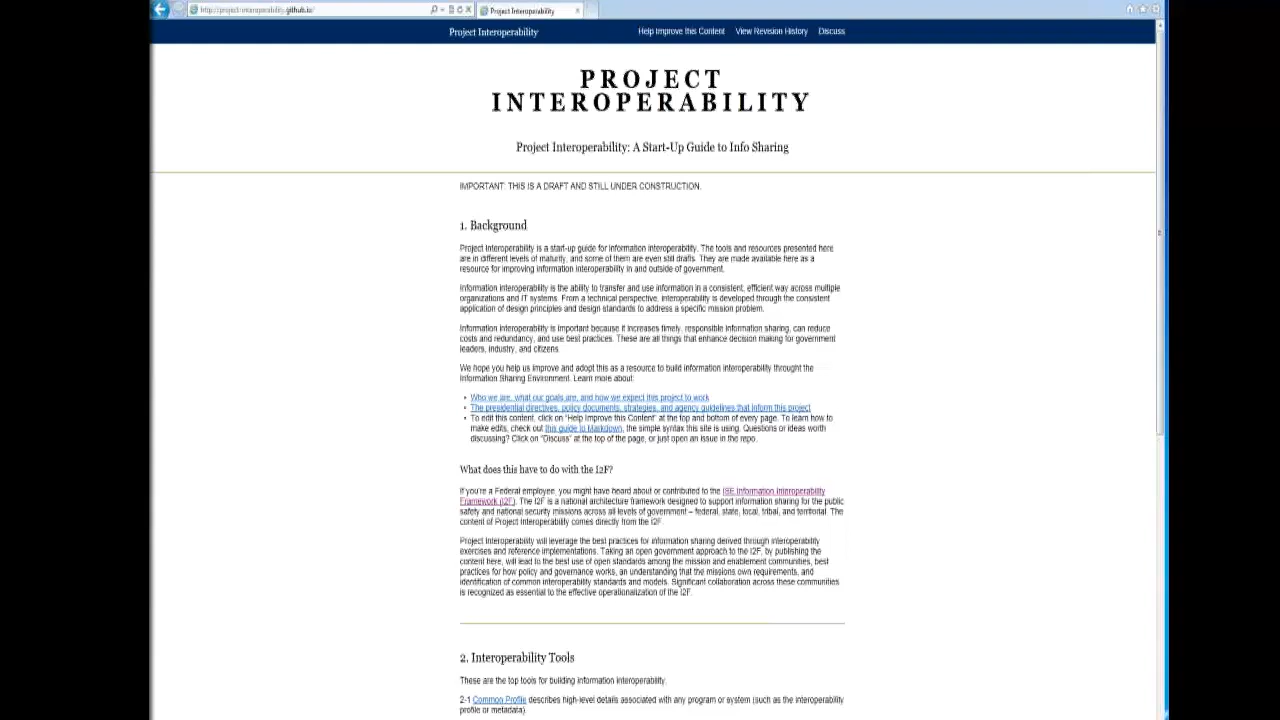 http://project-interoperability.github.io/
Project Interoperability
Project Interoperability
Help Improve this Content View Revision History Discuss
PROJECT
INTEROPERABILITY
Project Interoperability: A Start-Up Guide to Info Sharing
IMPORTANT: THIS IS A DRAFT AND STILL UNDER CONSTRUCTION.
1. Background
Project Interoperability is a start-up guide for information interoperability. The tools and resources presented here
are in different levels of maturity, and some of them are even still drafts. They are made available here as a
resource for improving information interoperability in and outside of government.
Information interoperability is the ability to transfer and use information in a consistent, efficient way across multiple
organizations and IT systems. From a technical perspective, interoperability is developed through the consistent
application of design principles and design standards to address a specific mission problem.
Information interoperability is important because it increases timely, responsible information sharing, can reduce
costs and redundancy, and use best practices. These are all things that enhance decision making for government
leaders, industry, and citizens.
We hope you help us improve and adopt this as a resource to build information interoperability throught the
Information Sharing Environment. Learn more about:
• Who we are, what our goals are, and how we expect this project to work
• The presidential directives, policy documents, strategies, and agency guidelines that inform this project
• To edit this content, click on "Help Improve this Content" at the top and bottom of every page. To learn how to
make edits, check out this guide to Markdown, the simple syntax this site is using. Questions or ideas worth
discussing? Click on "Discuss" at the top of the page, or just open an issue in the repo.
What does this have to do with the I2F?
If you're a Federal employee, you might have heard about or contributed to the ISE Information Interoperability
Framework (I2F). The I2F is a national architecture framework designed to support information sharing for the public
safety and national security missions across all levels of government – federal, state, local, tribal, and territorial. The
content of Project Interoperability comes directly from the I2F.
Project Interoperability will leverage the best practices for information sharing derived through interoperability
exercises and reference implementations. Taking an open government approach to the I2F, by publishing the
content here, will lead to the best use of open standards among the mission and enablement communities, best
practices for how policy and governance works, an understanding that the missions own requirements, and
identification of common interoperability standards and models. Significant collaboration across these communities
is recognized as essential to the effective operationalization of the I2F.
2. Interoperability Tools
These are the top tools for building information interoperability.
2-1 Common Profile describes high-level details associated with any program or system (such as the interoperability
profile or metadata).